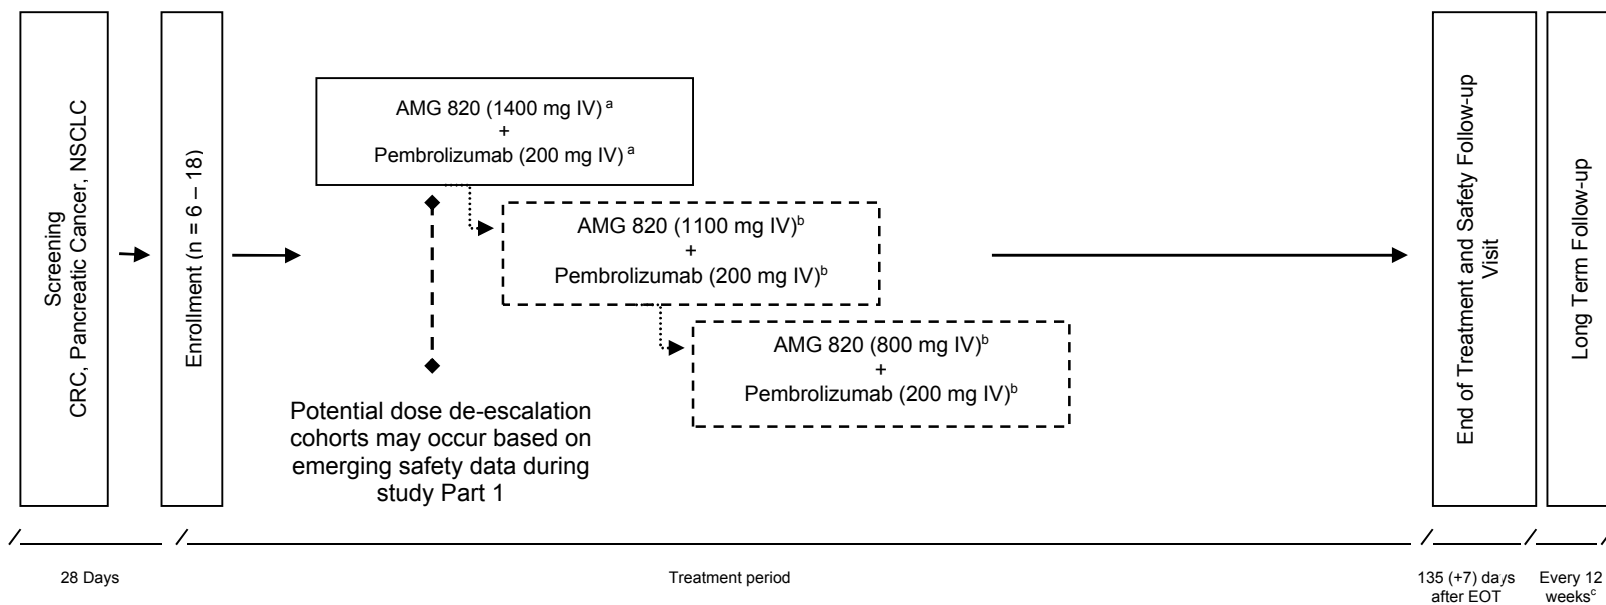 Screening
CRC, Pancreatic Cancer, NSCLC
Enrollment (n = 6 – 18)
AMG 820 (1400 mg IV) a
+
Pembrolizumab (200 mg IV) a
AMG 820 (1100 mg IV)b
+
Pembrolizumab (200 mg IV)b
AMG 820 (800 mg IV)b
+
Pembrolizumab (200 mg IV)b
Potential dose de-escalation
cohorts may occur based on
emerging safety data during
study Part 1
End of Treatment and Safety Follow-up
Visit
Long Term Follow-up
28 Days
Treatment period
135 (+7) days
after EOT
Every 12
weeksc